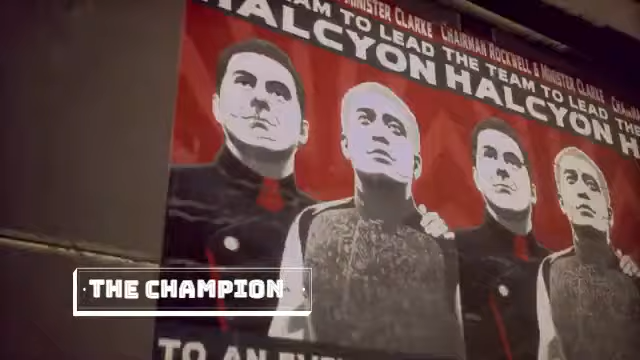 MINISTER CLARKE CHAIRMAN ROCKWELL & MINISTER CLARKE
TEAM TO LEAD THE TEAM TO LEAD
HALCYON HALCYON
THE CHAMPION
TO AN